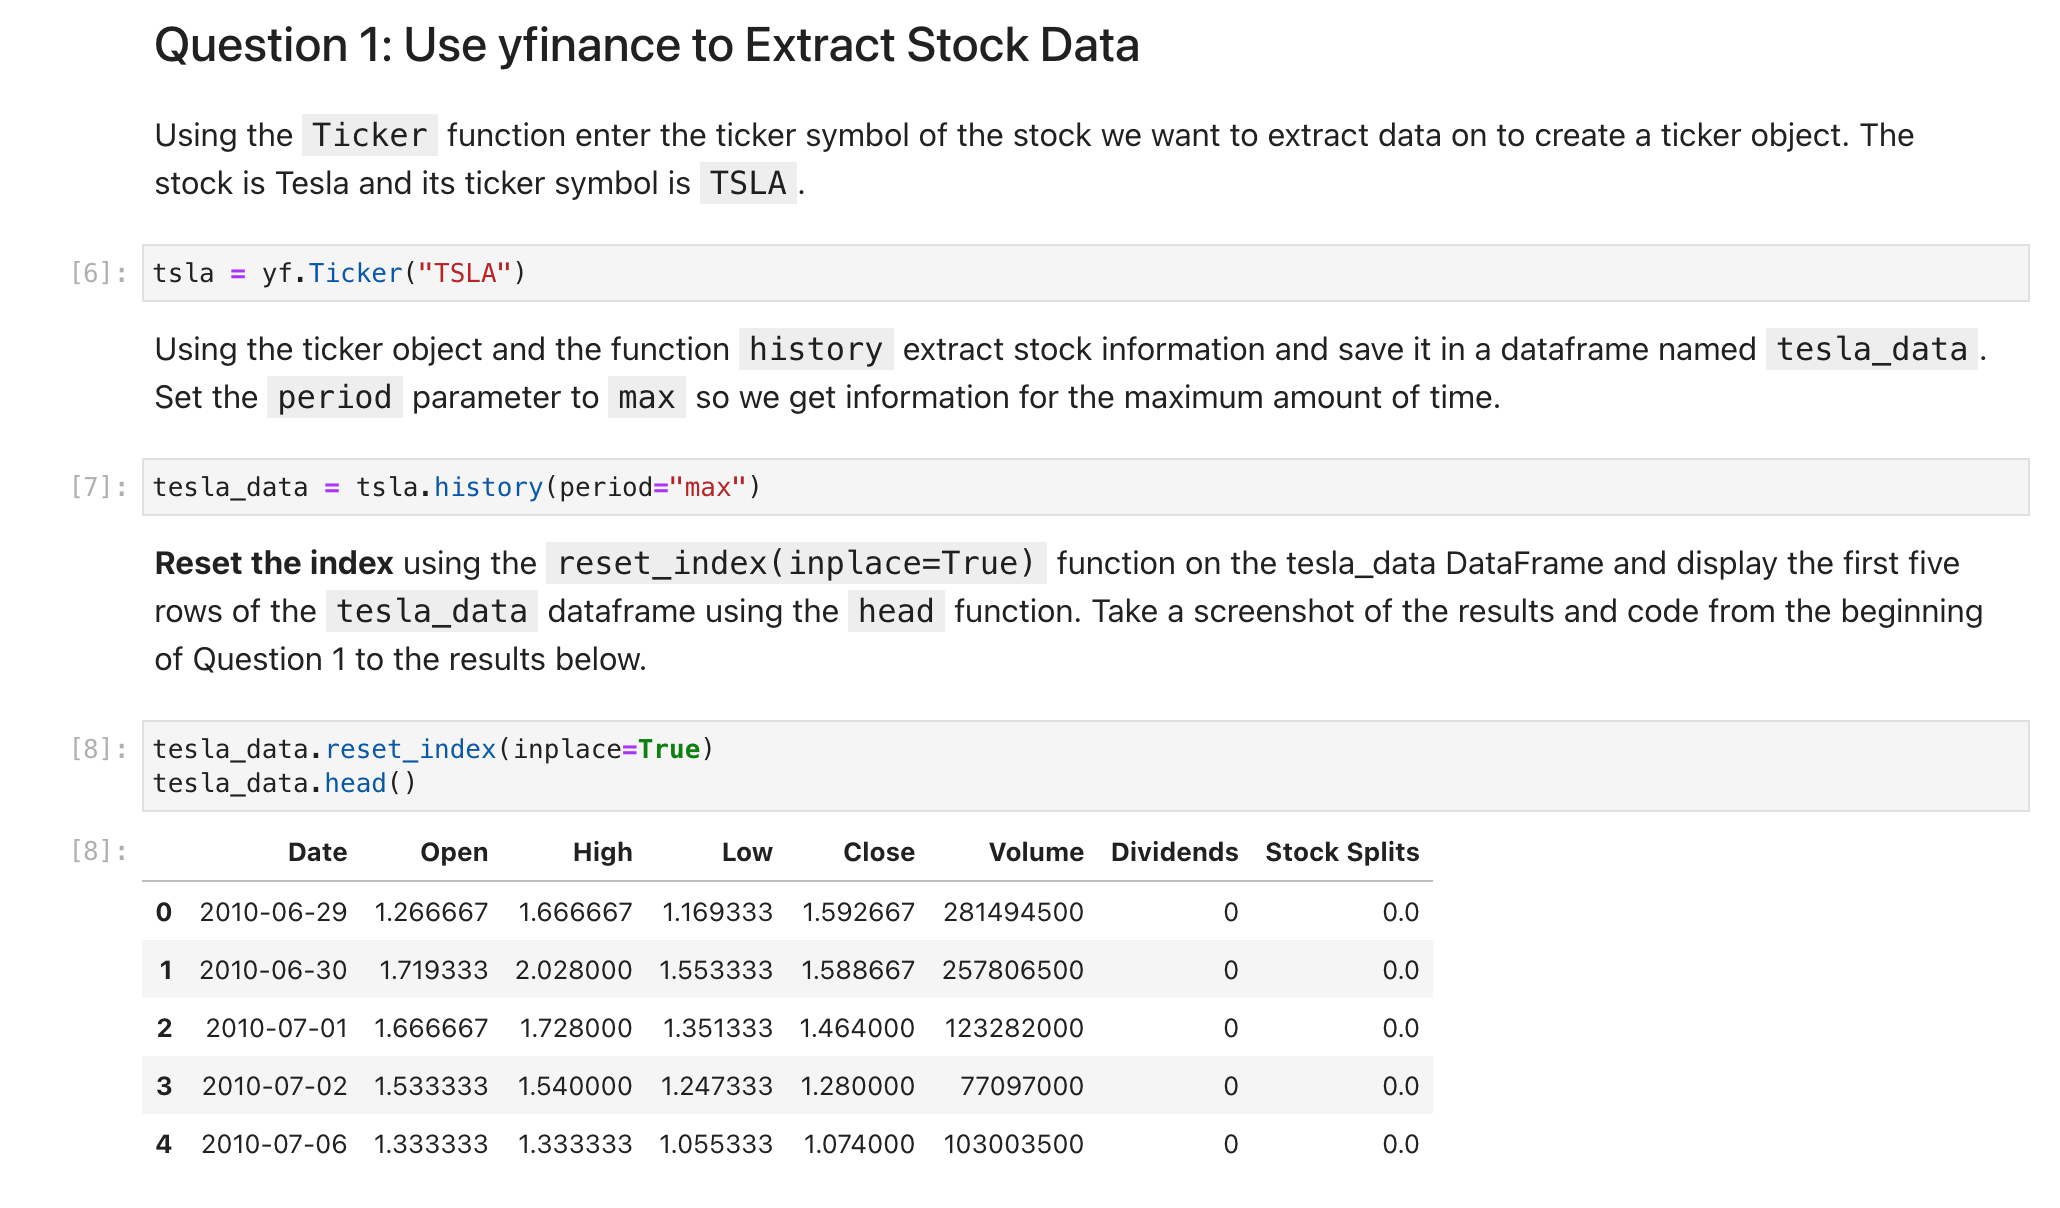 Question 1: Use yfinance to Extract Stock Data
Using the Ticker function enter the ticker symbol of the stock we want to extract data on to create a ticker object. The
stock is Tesla and its ticker symbol is TSLA .
[6]: tsla = yf.Ticker("TSLA")
Using the ticker object and the function history extract stock information and save it in a dataframe named tesla_data .
Set the period parameter to max so we get information for the maximum amount of time.
[7]: tesla_data = tsla.history(period="max")
Reset the index using the reset_index(inplace=True) function on the tesla_data DataFrame and display the first five
rows of the tesla_data dataframe using the head function. Take a screenshot of the results and code from the beginning
of Question 1 to the results below.
[8]: tesla_data.reset_index(inplace=True)
tesla_data.head()
[8]: Date Open High Low Close Volume Dividends Stock Splits
0 2010-06-29 1.266667 1.666667 1.169333 1.592667 281494500 0 0.0
1 2010-06-30 1.719333 2.028000 1.553333 1.588667 257806500 0 0.0
2 2010-07-01 1.666667 1.728000 1.351333 1.464000 123282000 0 0.0
3 2010-07-02 1.533333 1.540000 1.247333 1.280000 77097000 0 0.0
4 2010-07-06 1.333333 1.333333 1.055333 1.074000 103003500 0 0.0